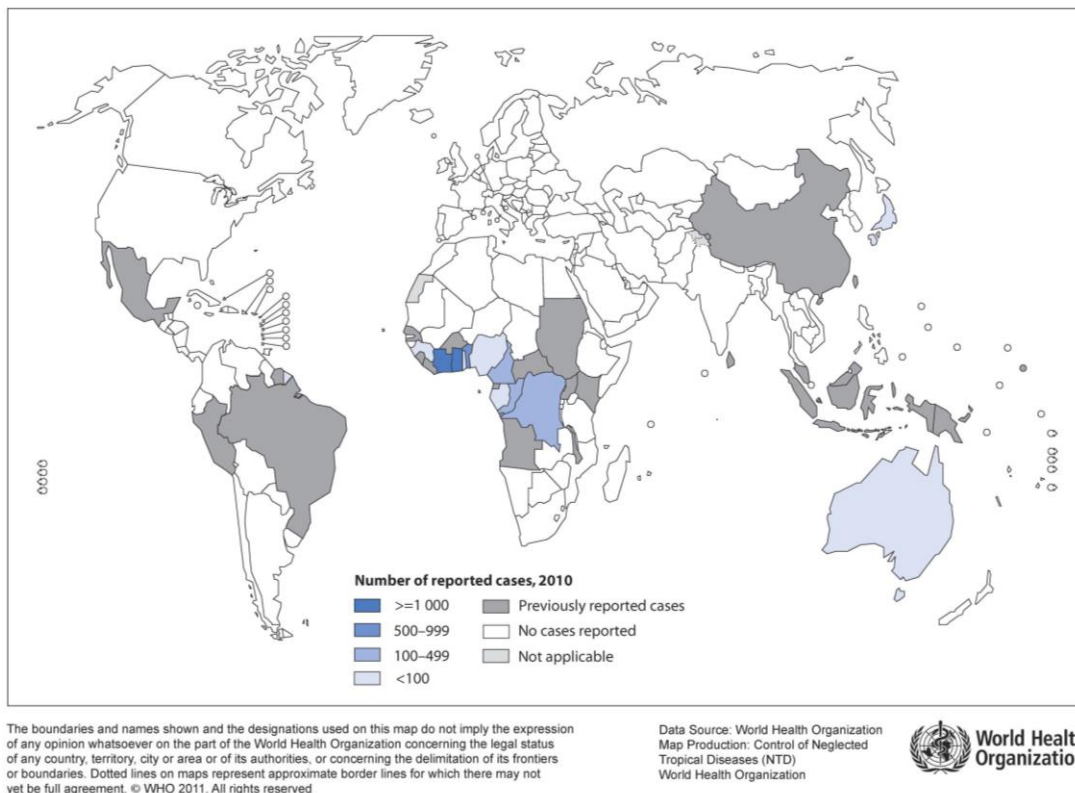 Number of reported cases, 2010
>=1 000
500–999
100–499
<100
Previously reported cases
No cases reported
Not applicable
The boundaries and names shown and the designations used on this map do not imply the expression
of any opinion whatsoever on the part of the World Health Organization concerning the legal status
of any country, territory, city or area or of its authorities, or concerning the delimitation of its frontiers
or boundaries. Dotted lines on maps represent approximate border lines for which there may not
yet be full agreement. © WHO 2011. All rights reserved
Data Source: World Health Organization
Map Production: Control of Neglected
Tropical Diseases (NTD)
World Health Organization
World Healt
Organization